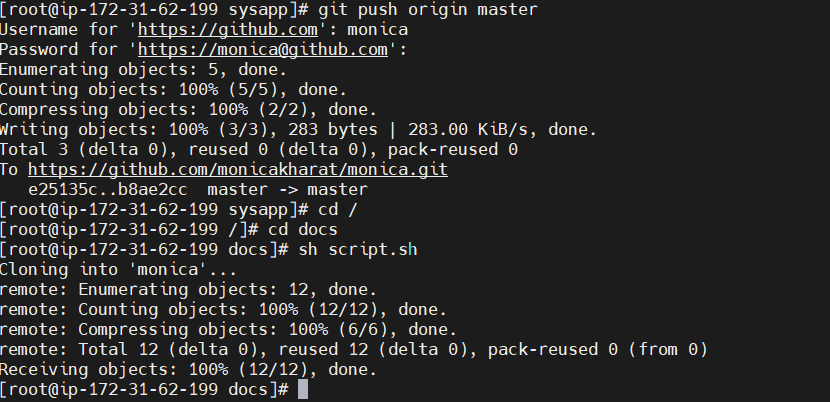 [root@ip-172-31-62-199 sysapp]# git push origin master
Username for 'https://github.com': monica
Password for 'https://monica@github.com':
Enumerating objects: 5, done.
Counting objects: 100% (5/5), done.
Compressing objects: 100% (2/2), done.
Writing objects: 100% (3/3), 283 bytes | 283.00 KiB/s, done.
Total 3 (delta 0), reused 0 (delta 0), pack-reused 0
To https://github.com/monicakharat/monica.git
   e25135c..b8ae2cc  master -> master
[root@ip-172-31-62-199 sysapp]# cd /
[root@ip-172-31-62-199 /]# cd docs
[root@ip-172-31-62-199 docs]# sh script.sh
Cloning into 'monica'...
remote: Enumerating objects: 12, done.
remote: Counting objects: 100% (12/12), done.
remote: Compressing objects: 100% (6/6), done.
remote: Total 12 (delta 0), reused 12 (delta 0), pack-reused 0 (from 0)
Receiving objects: 100% (12/12), done.
[root@ip-172-31-62-199 docs]#